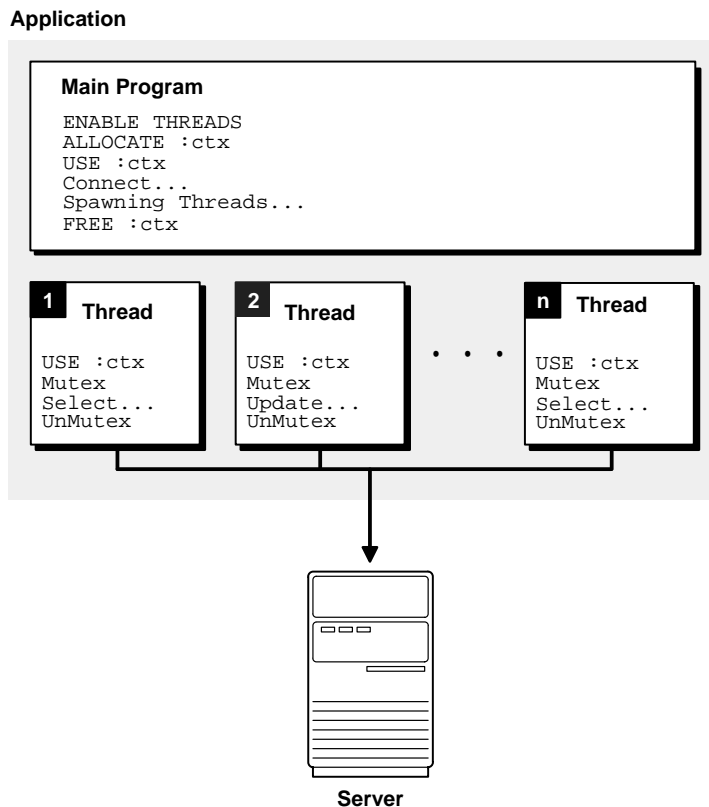 Application
Main Program
ENABLE THREADS
ALLOCATE :ctx
USE :ctx
Connect...
Spawning Threads...
FREE :ctx
1
Thread
USE :ctx
Mutex
Select...
UnMutex
2
Thread
USE :ctx
Mutex
Update...
UnMutex
. . .
n
Thread
USE :ctx
Mutex
Select...
UnMutex
Server